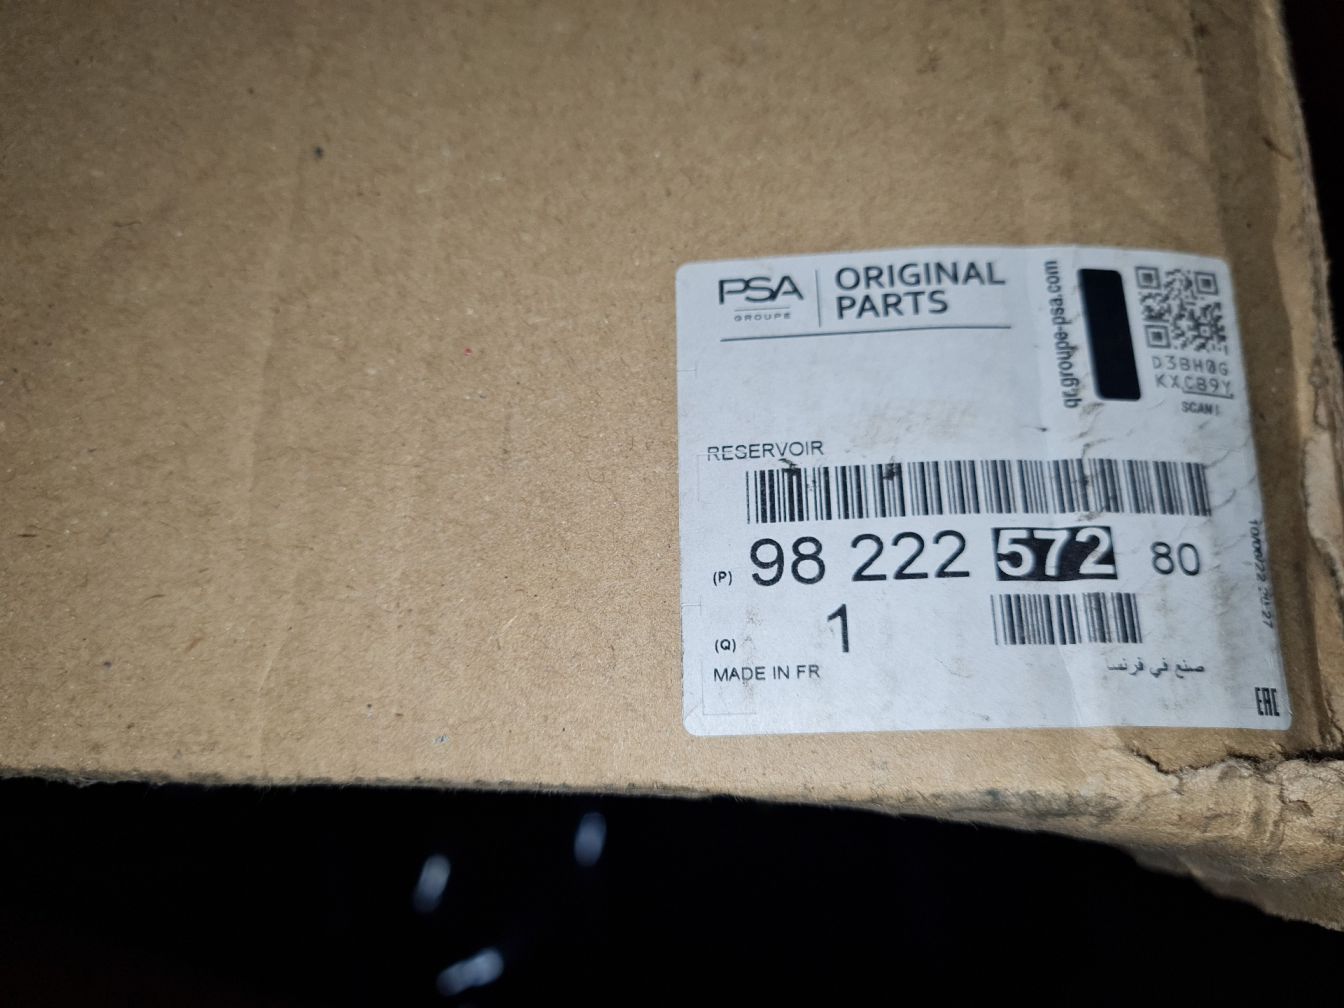 PSA
GROUPE
ORIGINAL
PARTS
qr.groupe-psa.com
D3BH0G
KXCB9Y
SCAN!
RESERVOIR
(P) 98 222 572 80
(Q) 1
MADE IN FR
صنع في فرنسا
EAC